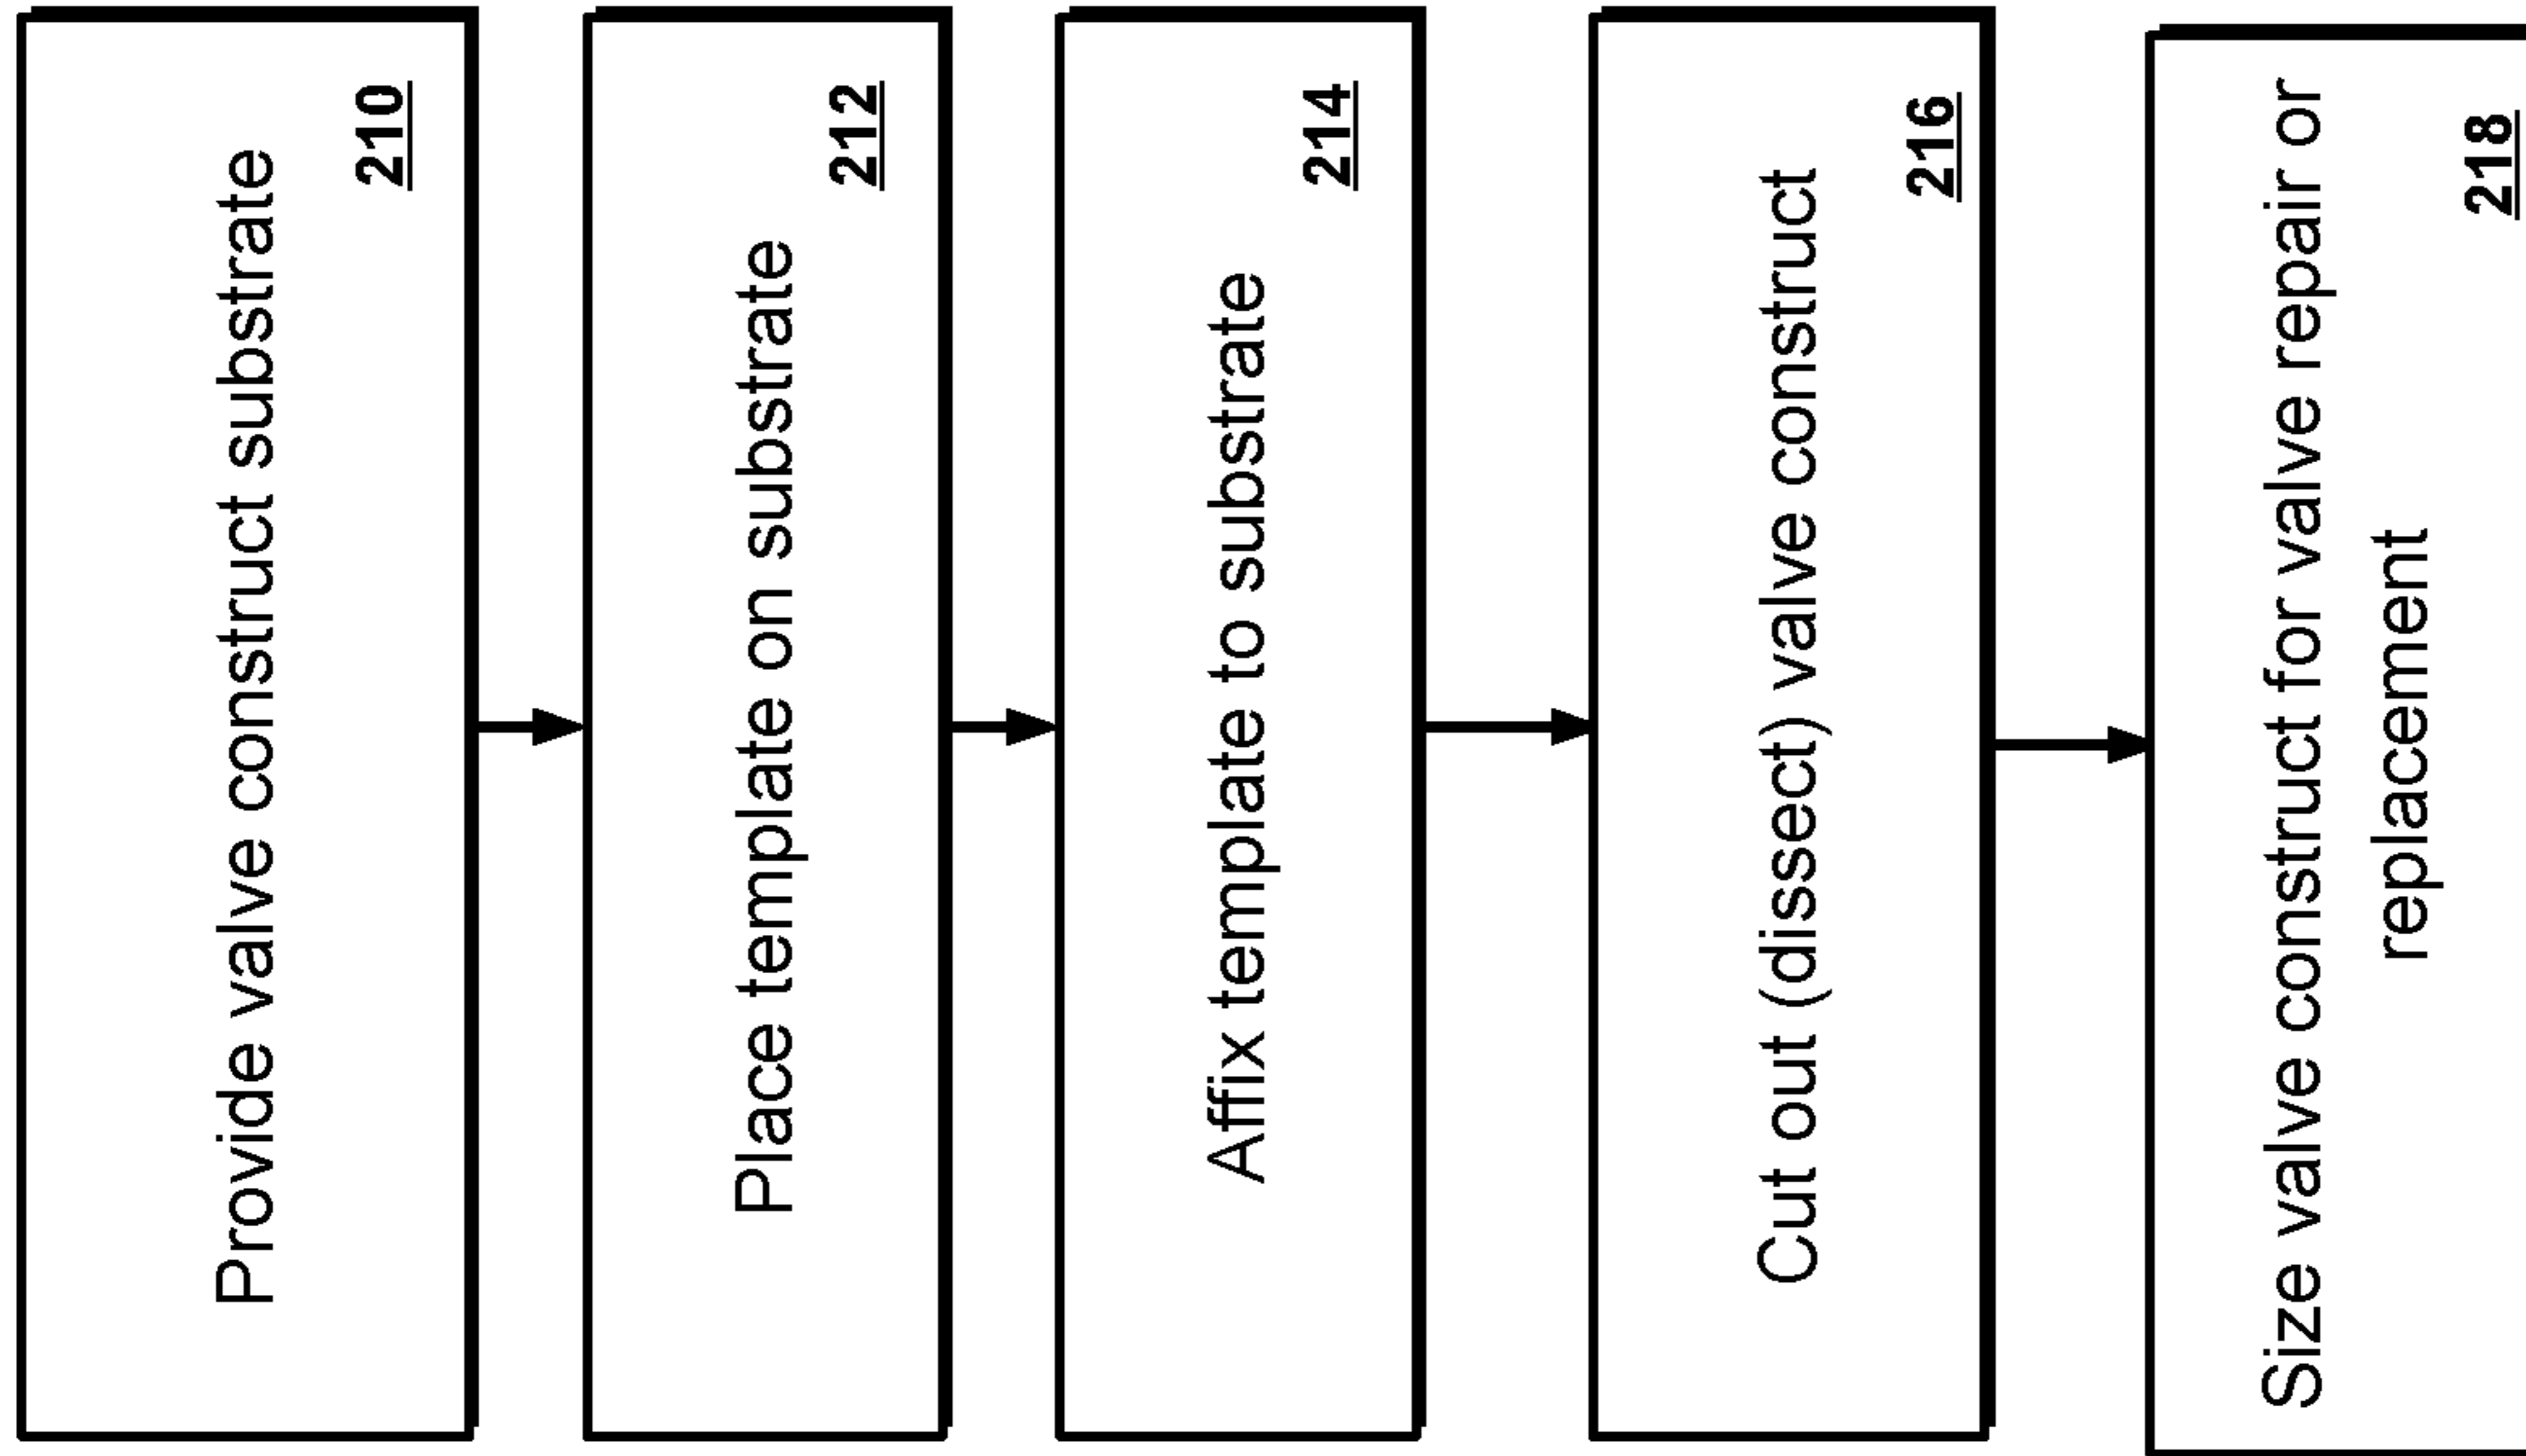 Provide valve construct substrate
210
Place template on substrate
212
Affix template to substrate
214
Cut out (dissect) valve construct
216
Size valve construct for valve repair or
replacement
218